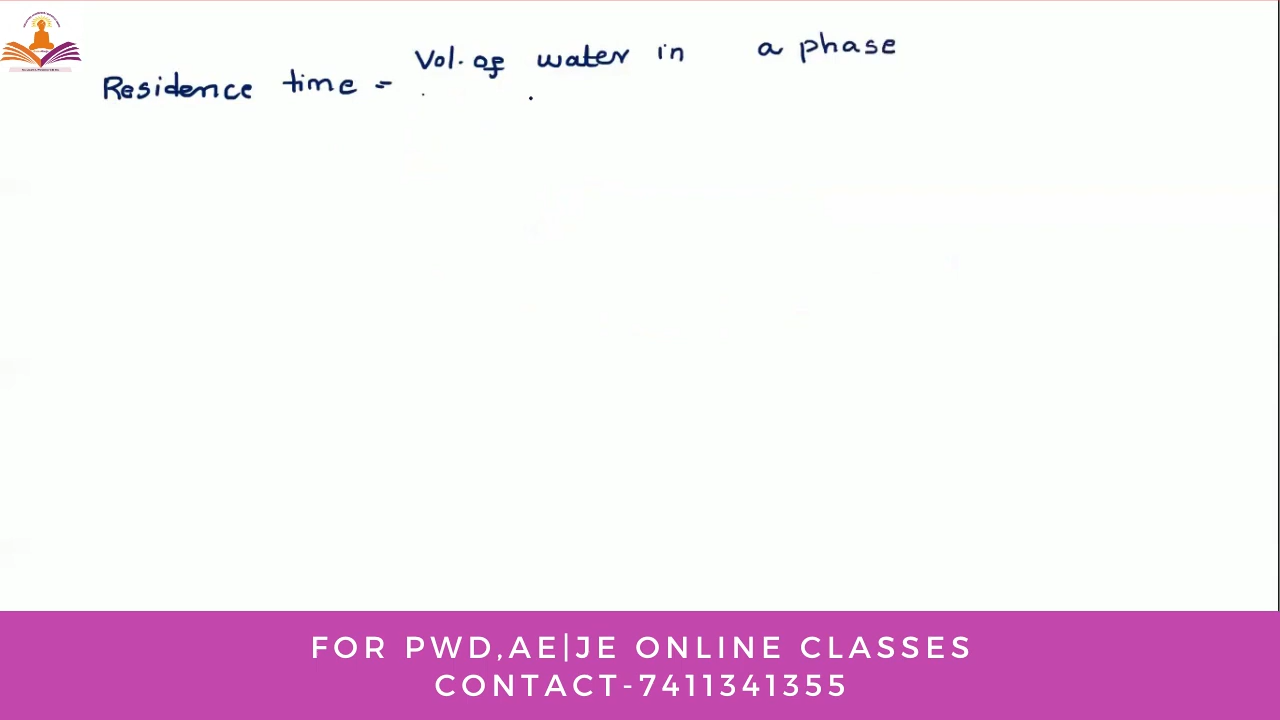 Residence time = Vol. of water in a phase
FOR PWD,AE|JE ONLINE CLASSES
CONTACT-7411341355